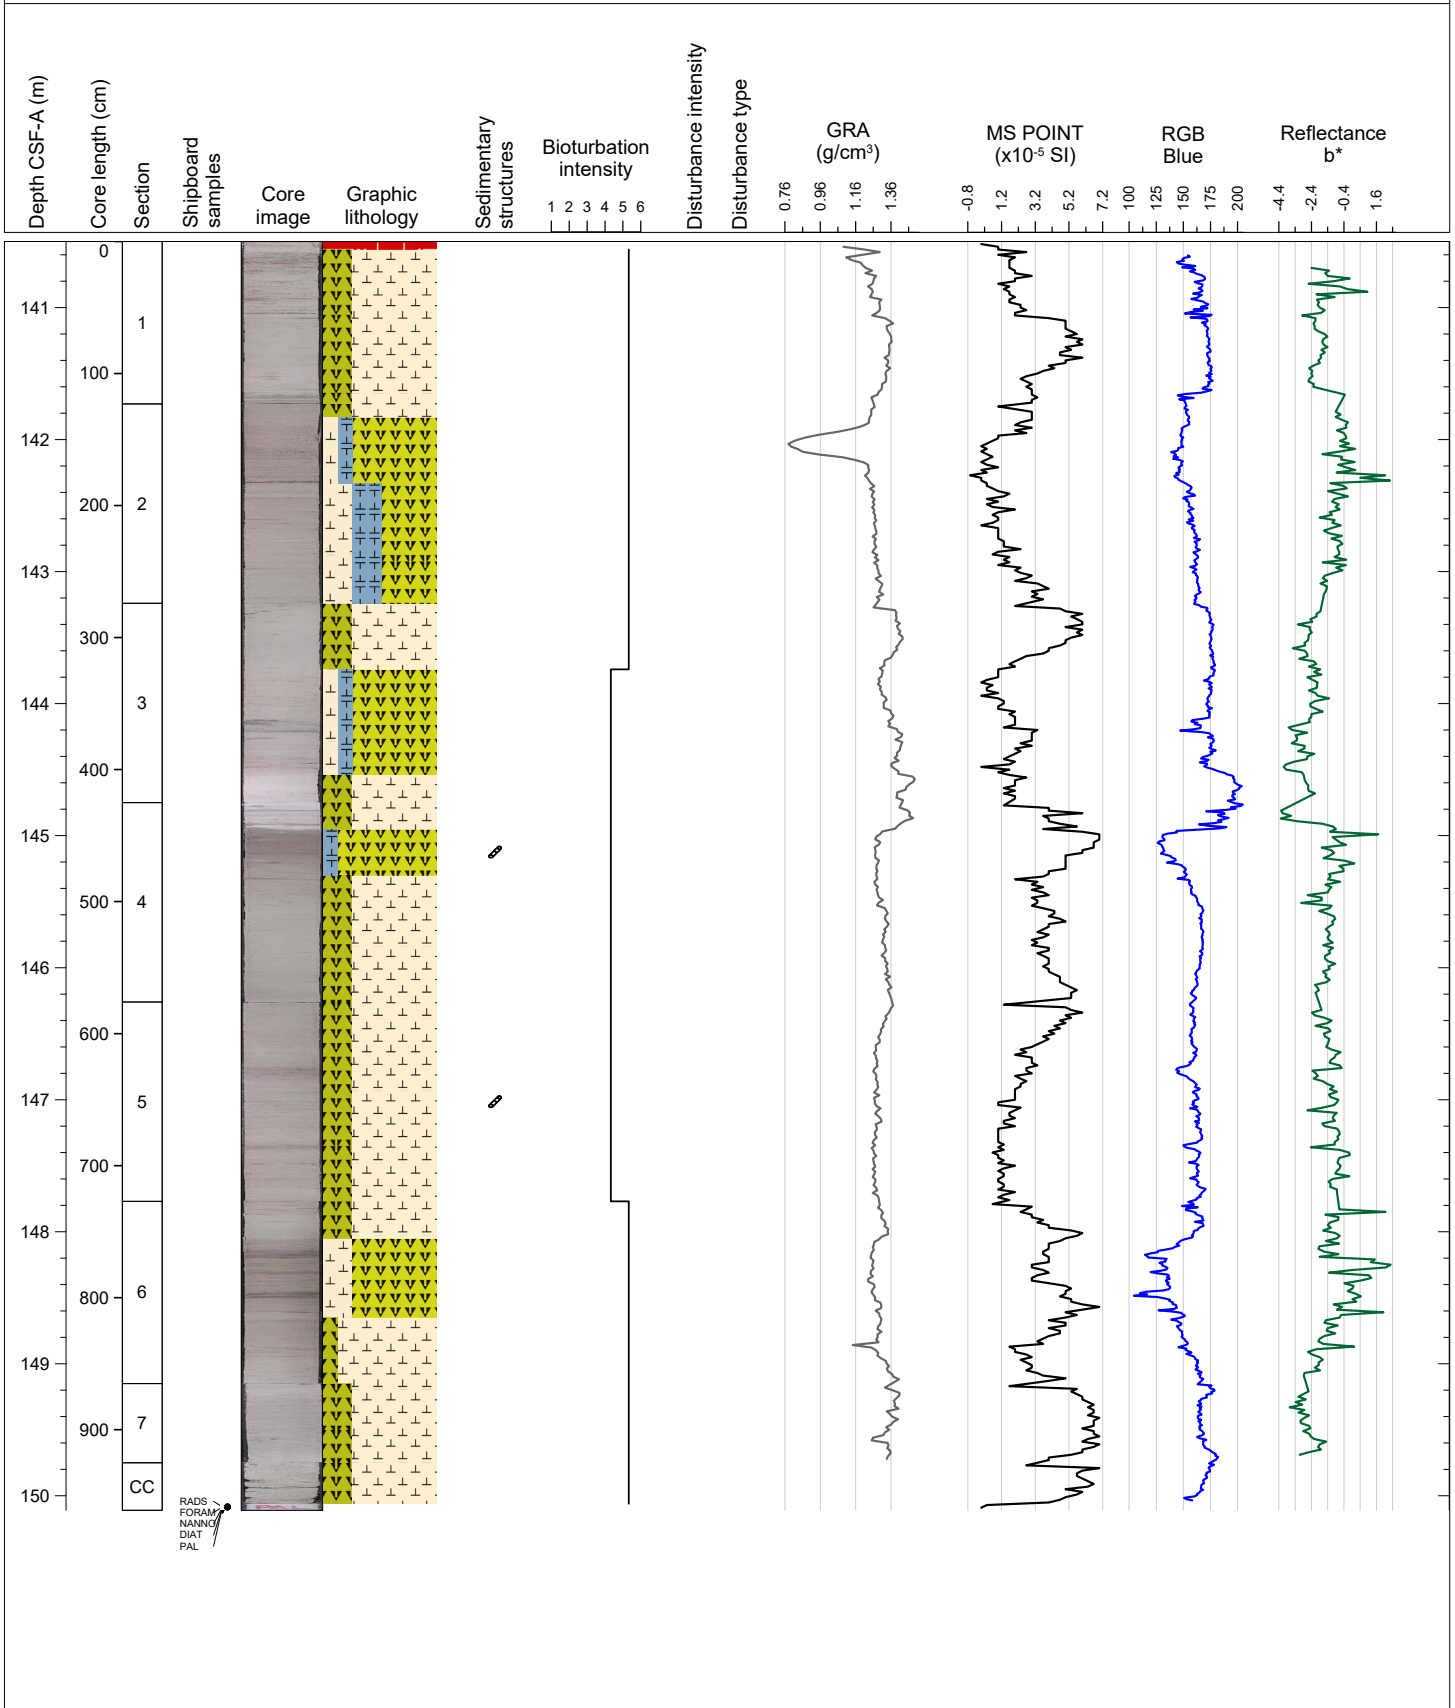 Depth CSF-A (m)
Core length (cm)
Section
Shipboard
samples
Core
image
Graphic
lithology
Sedimentary
structures
Bioturbation
intensity
1 2 3 4 5 6
Disturbance intensity
Disturbance type
GRA
(g/cm³)
0.76 0.96 1.16 1.36
MS POINT
(x10⁻⁵ SI)
-0.8 1.2 3.2 5.2 7.2
RGB
Blue
100 125 150 175 200
Reflectance
b*
-4.4 -2.4 -0.4 1.6
0
141
1
100
142
200
2
143
300
3
144
400
145
4
500
146
600
5
147
700
148
6
800
149
7
900
CC
150
RADS
FORAM
NANNO
DIAT
PAL